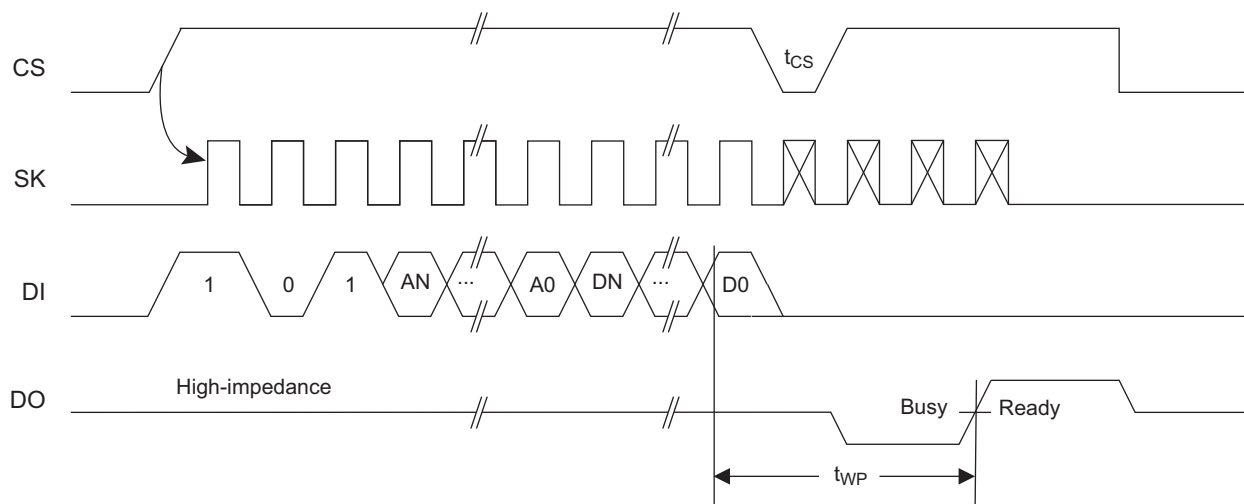 CS
tCS
SK
DI
1 0 1 AN ... A0 DN ... D0
DO
High-impedance
Busy Ready
tWP